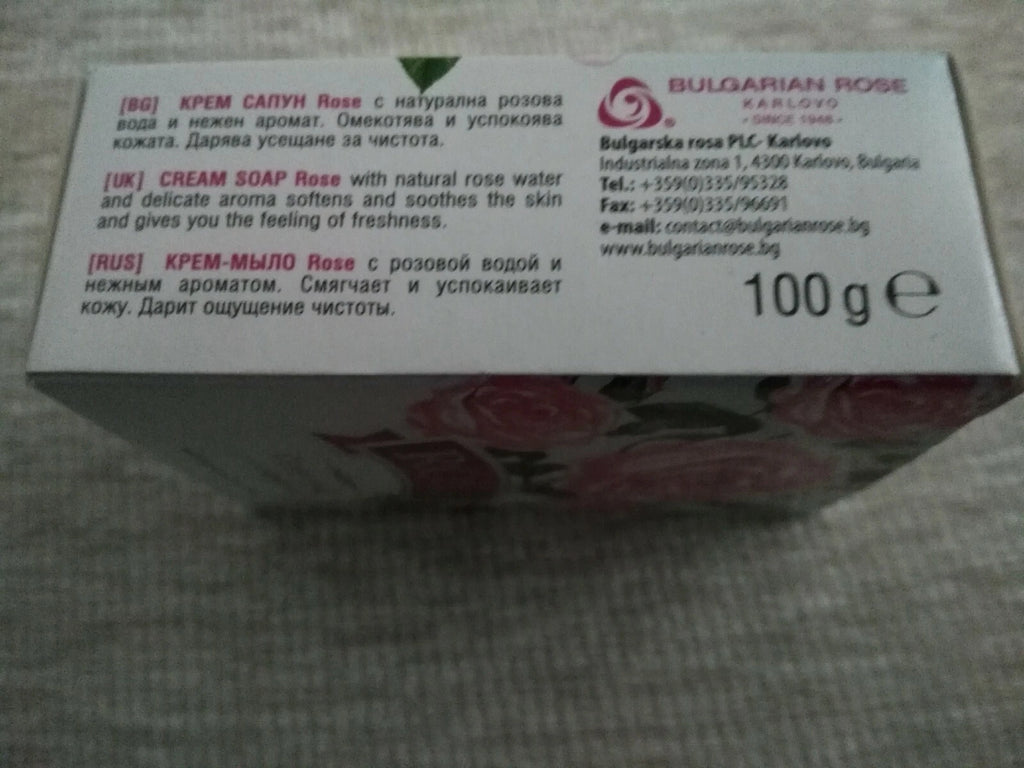 [BG] КРЕМ САПУН Rose с натурална розова
вода и нежен аромат. Омекотява и успокоява
кожата. Дарява усещане за чистота.
[UK] CREAM SOAP Rose with natural rose water
and delicate aroma softens and soothes the skin
and gives you the feeling of freshness.
[RUS] КРЕМ-МЫЛО Rose с розовой водой и
нежным ароматом. Смягчает и успокаивает
кожу. Дарит ощущение чистоты.
BULGARIAN ROSE
KARLOVO
- SINCE 1948 -
®
Bulgarska rosa PLC- Karlovo
Industrialna zona 1, 4300 Karlovo, Bulgaria
Tel.: +359(0)335/95328
Fax: +359(0)335/96691
e-mail: contact@bulgarianrose.bg
www.bulgarianrose.bg
100 g ℮